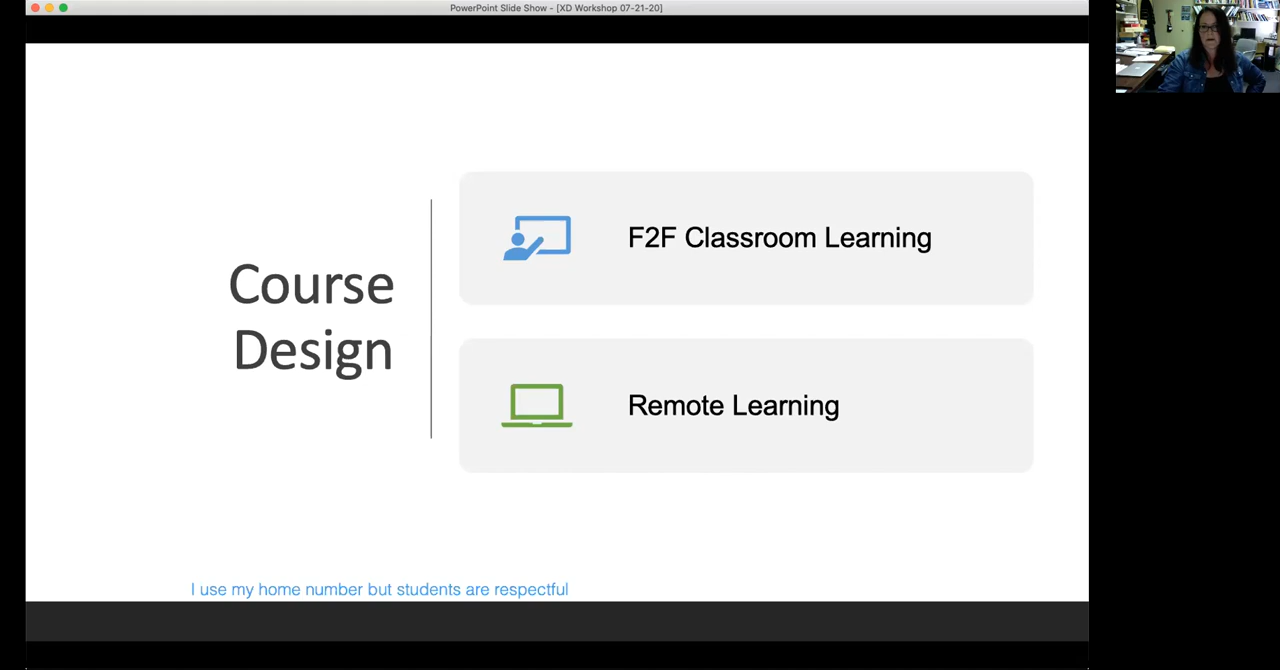 PowerPoint Slide Show - [XD Workshop 07-21-20]
Course
Design
F2F Classroom Learning
Remote Learning
I use my home number but students are respectful